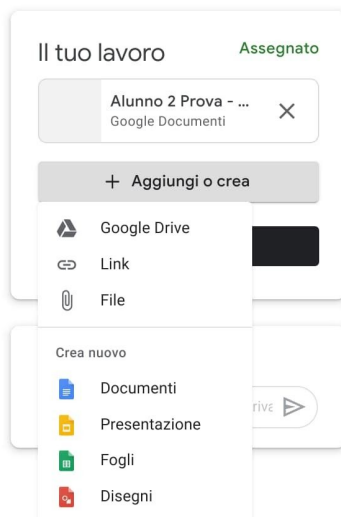 Il tuo lavoro
Assegnato
Alunno 2 Prova - ...
Google Documenti
+ Aggiungi o crea
Google Drive
Link
File
Crea nuovo
Documenti
Presentazione
Fogli
Disegni